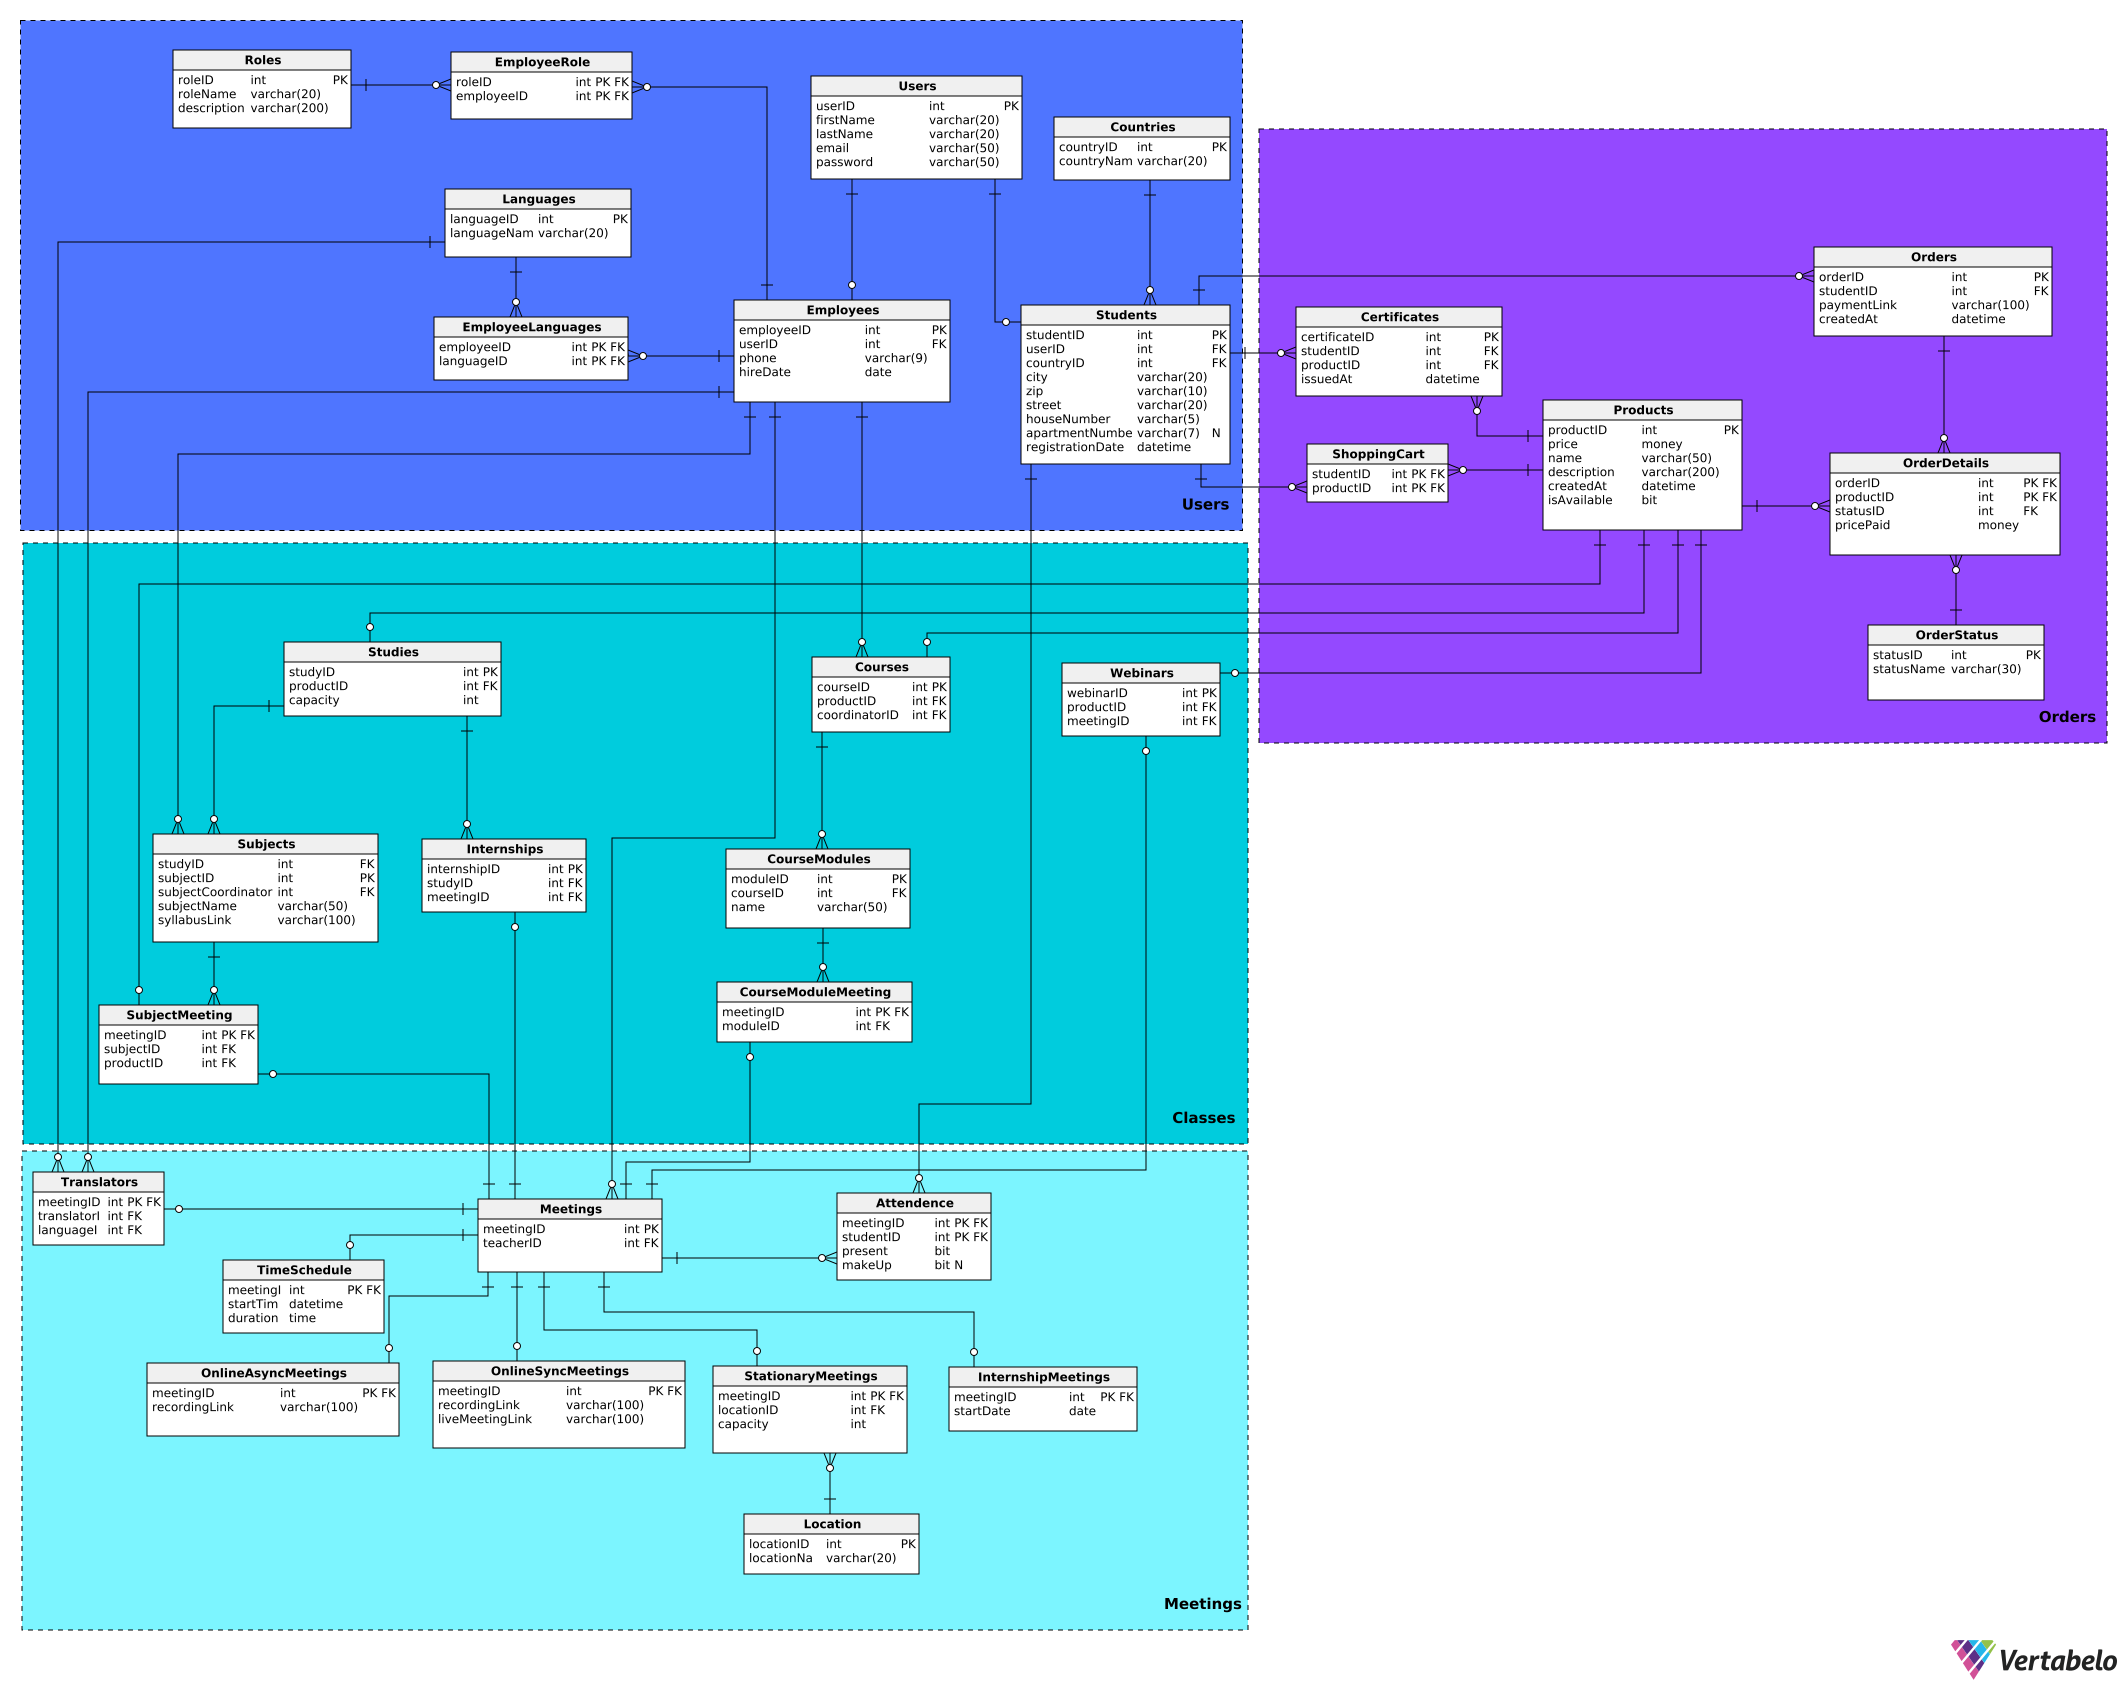 Roles
roleID int PK
roleName varchar(20)
description varchar(200)
EmployeeRole
roleID int PK FK
employeeID int PK FK
Users
userID int PK
firstName varchar(20)
lastName varchar(20)
email varchar(50)
password varchar(50)
Countries
countryID int PK
countryNam varchar(20)
Languages
languageID int PK
languageNam varchar(20)
EmployeeLanguages
employeeID int PK FK
languageID int PK FK
Employees
employeeID int PK
userID int FK
phone varchar(9)
hireDate date
Students
studentID int PK
userID int FK
countryID int FK
city varchar(20)
zip varchar(10)
street varchar(20)
houseNumber varchar(5)
apartmentNumbe varchar(7) N
registrationDate datetime
Users
Orders
orderID int PK
studentID int FK
paymentLink varchar(100)
createdAt datetime
Certificates
certificateID int PK
studentID int FK
productID int FK
issuedAt datetime
Products
productID int PK
price money
name varchar(50)
description varchar(200)
createdAt datetime
isAvailable bit
ShoppingCart
studentID int PK FK
productID int PK FK
OrderDetails
orderID int PK FK
productID int PK FK
statusID int FK
pricePaid money
OrderStatus
statusID int PK
statusName varchar(30)
Orders
Studies
studyID int PK
productID int FK
capacity int
Courses
courseID int PK
productID int FK
coordinatorID int FK
Webinars
webinarID int PK
productID int FK
meetingID int FK
Subjects
studyID int FK
subjectID int PK
subjectCoordinator int FK
subjectName varchar(50)
syllabusLink varchar(100)
Internships
internshipID int PK
studyID int FK
meetingID int FK
CourseModules
moduleID int PK
courseID int FK
name varchar(50)
CourseModuleMeeting
meetingID int PK FK
moduleID int FK
SubjectMeeting
meetingID int PK FK
subjectID int FK
productID int FK
Classes
Translators
meetingID int PK FK
translatorI int FK
languageI int FK
Meetings
meetingID int PK
teacherID int FK
Attendence
meetingID int PK FK
studentID int PK FK
present bit
makeUp bit N
TimeSchedule
meetingI int PK FK
startTim datetime
duration time
OnlineAsyncMeetings
meetingID int PK FK
recordingLink varchar(100)
OnlineSyncMeetings
meetingID int PK FK
recordingLink varchar(100)
liveMeetingLink varchar(100)
StationaryMeetings
meetingID int PK FK
locationID int FK
capacity int
InternshipMeetings
meetingID int PK FK
startDate date
Location
locationID int PK
locationNa varchar(20)
Meetings
Vertabelo